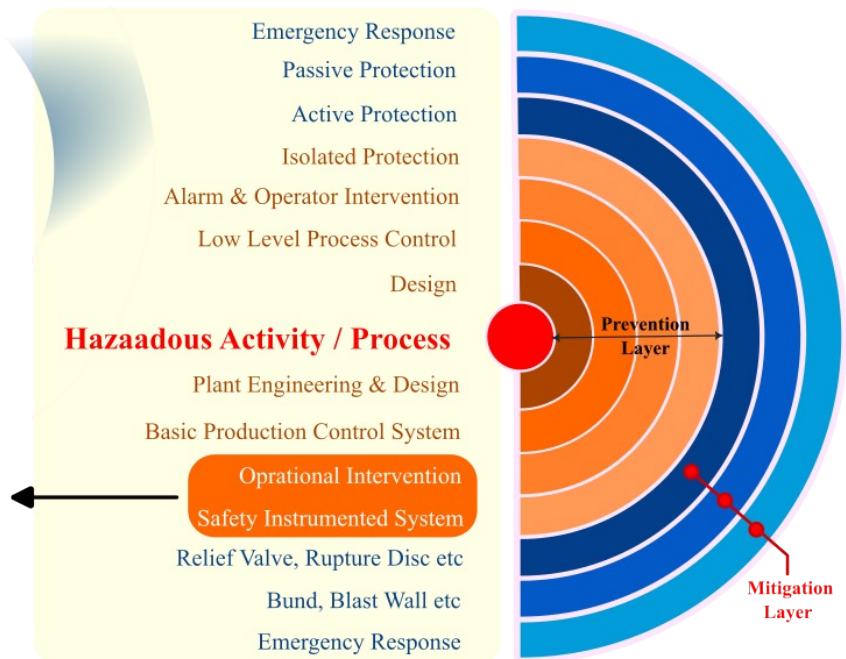 Emergency Response
Passive Protection
Active Protection
Isolated Protection
Alarm & Operator Intervention
Low Level Process Control
Design
Hazaadous Activity / Process
Prevention
Layer
Plant Engineering & Design
Basic Production Control System
Oprational Intervention
Safety Instrumented System
Relief Valve, Rupture Disc etc
Bund, Blast Wall etc
Emergency Response
Mitigation
Layer